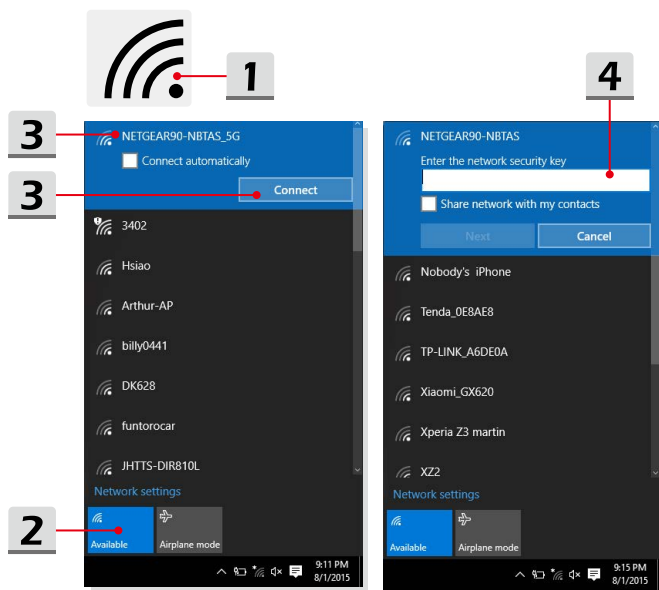 1
4
3
NETGEAR90-NBTAS_5G
Connect automatically
3
Connect
3402
Hsiao
Arthur-AP
billy0441
DK628
funtorocar
JHTTS-DIR810L
Network settings
2
Available
Airplane mode
9:11 PM
8/1/2015
NETGEAR90-NBTAS
Enter the network security key
Share network with my contacts
Next
Cancel
Nobody's iPhone
Tenda_0E8AE8
TP-LINK_A6DE0A
Xiaomi_GX620
Xperia Z3 martin
XZ2
Network settings
Available
Airplane mode
9:15 PM
8/1/2015